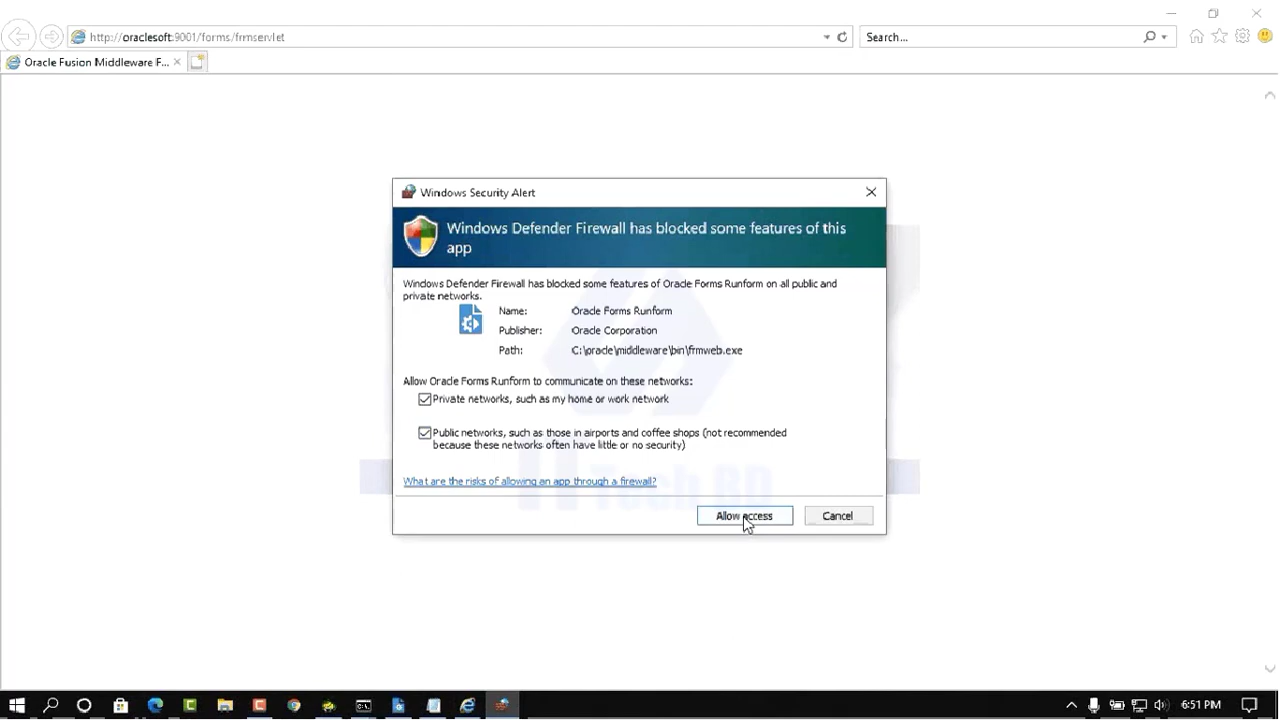 http://oraclesoft:9001/forms/frmservlet
Search...
Oracle Fusion Middleware F...
Windows Security Alert
Windows Defender Firewall has blocked some features of this
app
Windows Defender Firewall has blocked some features of Oracle Forms Runform on all public and
private networks.
Name: Oracle Forms Runform
Publisher: Oracle Corporation
Path: C:\oracle\middleware\bin\frmweb.exe
Allow Oracle Forms Runform to communicate on these networks:
Private networks, such as my home or work network
Public networks, such as those in airports and coffee shops (not recommended
because these networks often have little or no security)
What are the risks of allowing an app through a firewall?
Tech BD
Allow access
Cancel
6:51 PM